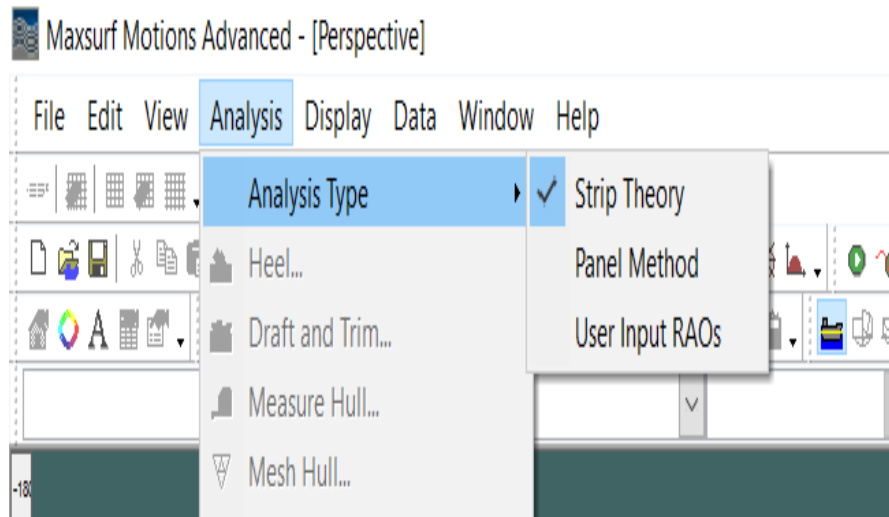 Maxsurf Motions Advanced - [Perspective]
File Edit View Analysis Display Data Window Help
Analysis Type
Strip Theory
Heel...
Panel Method
Draft and Trim...
User Input RAOs
Measure Hull...
Mesh Hull...